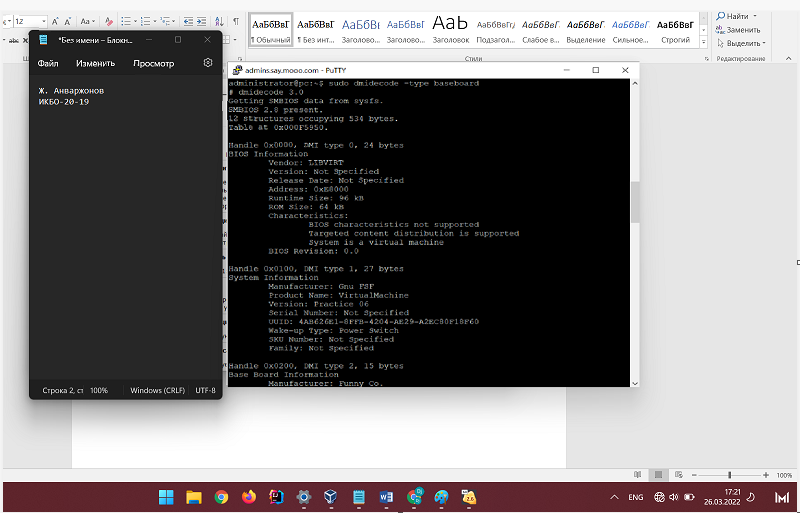 12
Aa
АаБбВвГ
¶ Обычный
АаБбВвГ
¶ Без инт...
АаБбВ
Заголово...
АаБбВвГ
Заголово...
АаБ
Заголовок
АаБбВвГ
Подзагол...
АаБбВвГ
Слабое в...
АаБбВвГ
Выделение
АаБбВвГ
Сильное...
АаБбВвГ
Строгий
Стили
Найти
Заменить
Выделить
Редактирование
*Без имени – Блокн...
Файл
Изменить
Просмотр
Ж. Анваржонов
ИКБО-20-19
Строка 2, ст
100%
Windows (CRLF)
UTF-8
admins.say.mooo.com - PuTTY
administrator@pc:~$ sudo dmidecode -type baseboard
# dmidecode 3.0
Getting SMBIOS data from sysfs.
SMBIOS 2.8 present.
12 structures occupying 534 bytes.
Table at 0x000F5950.
Handle 0x0000, DMI type 0, 24 bytes
BIOS Information
Vendor: LIBVIRT
Version: Not Specified
Release Date: Not Specified
Address: 0xE8000
Runtime Size: 96 kB
ROM Size: 64 kB
Characteristics:
BIOS characteristics not supported
Targeted content distribution is supported
System is a virtual machine
BIOS Revision: 0.0
Handle 0x0100, DMI type 1, 27 bytes
System Information
Manufacturer: Gnu FSF
Product Name: VirtualMachine
Version: Practice 06
Serial Number: Not Specified
UUID: 4AB626E1-8FFB-4204-AE29-A2EC80F18F60
Wake-up Type: Power Switch
SKU Number: Not Specified
Family: Not Specified
Handle 0x0200, DMI type 2, 15 bytes
Base Board Information
Manufacturer: Funny Co.
100%
ENG
17:21
26.03.2022